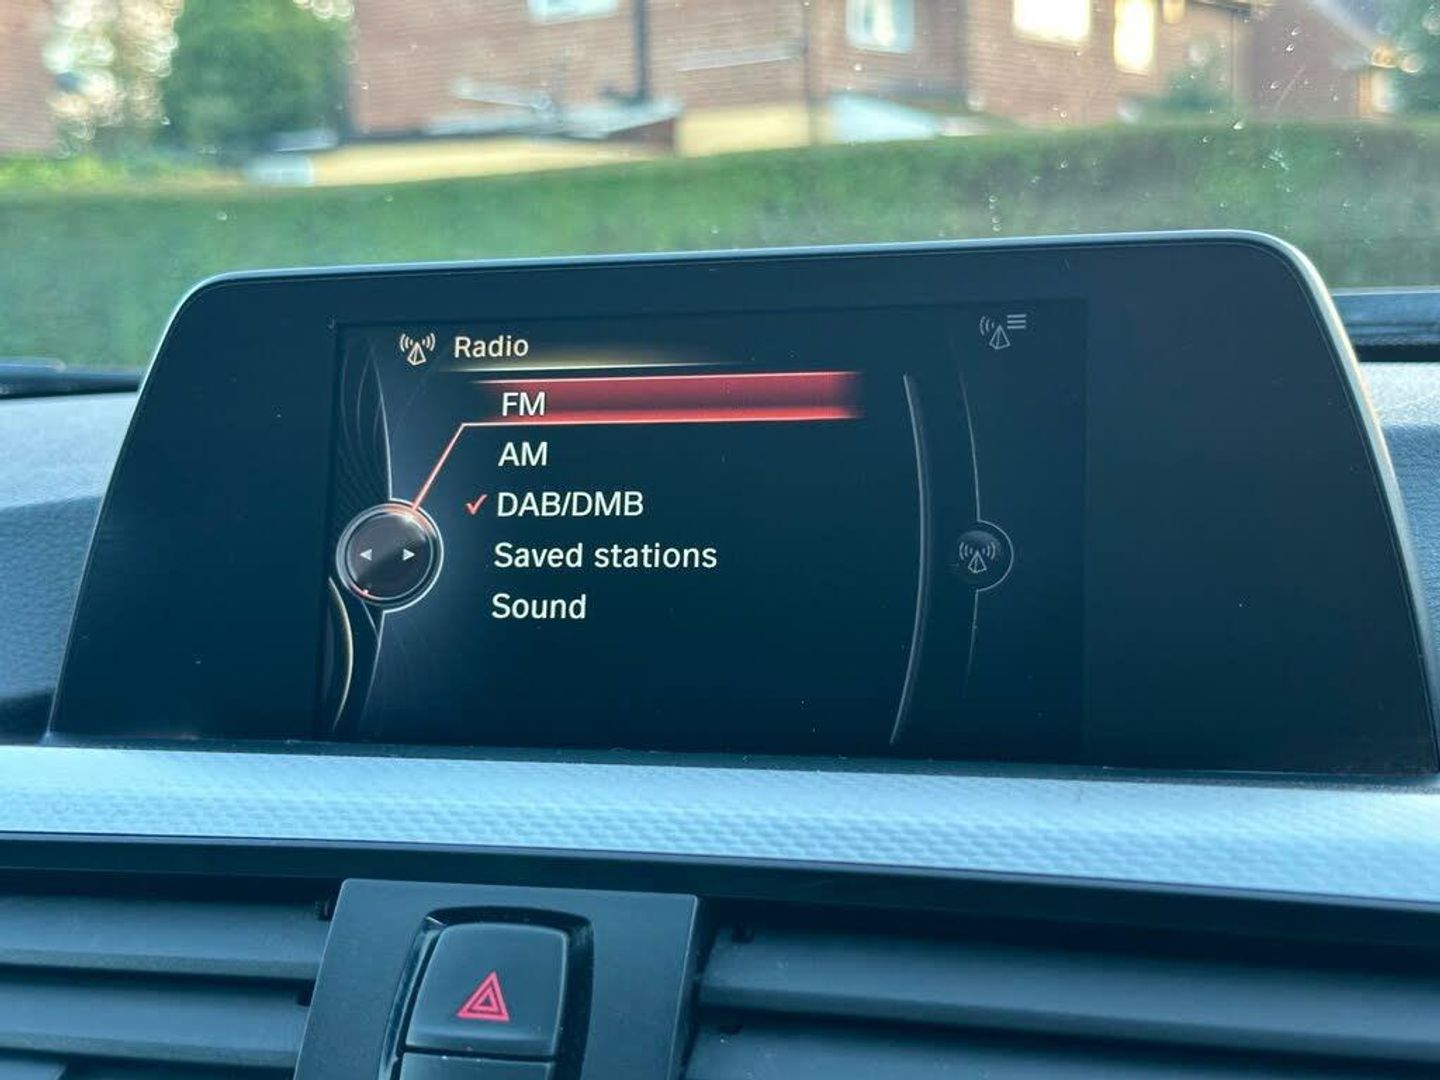 Radio
FM
AM
DAB/DMB
Saved stations
Sound